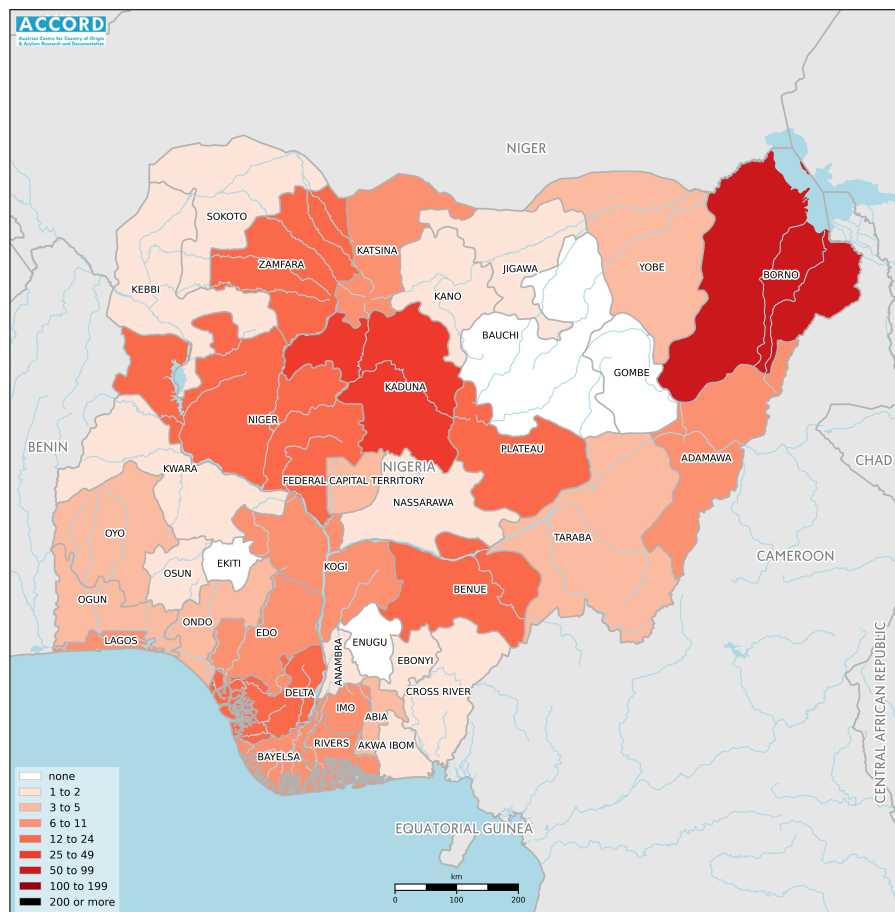 ACCORD
Austrian Centre for Country of Origin
& Asylum Research and Documentation
NIGER
SOKOTO
KATSINA
ZAMFARA
JIGAWA
YOBE
BORNO
KEBBI
KANO
BAUCHI
GOMBE
KADUNA
NIGER
BENIN
PLATEAU
ADAMAWA
CHAD
KWARA
NIGERIA
FEDERAL CAPITAL TERRITORY
NASSARAWA
OYO
TARABA
CAMEROON
EKITI
OSUN
KOGI
BENUE
OGUN
ONDO
EDO
LAGOS
ENUGU
ANAMBRA
EBONYI
DELTA
CROSS RIVER
IMO
ABIA
RIVERS
AKWA IBOM
BAYELSA
CENTRAL AFRICAN REPUBLIC
EQUATORIAL GUINEA
none
1 to 2
3 to 5
6 to 11
12 to 24
25 to 49
50 to 99
100 to 199
200 or more
km
0 100 200